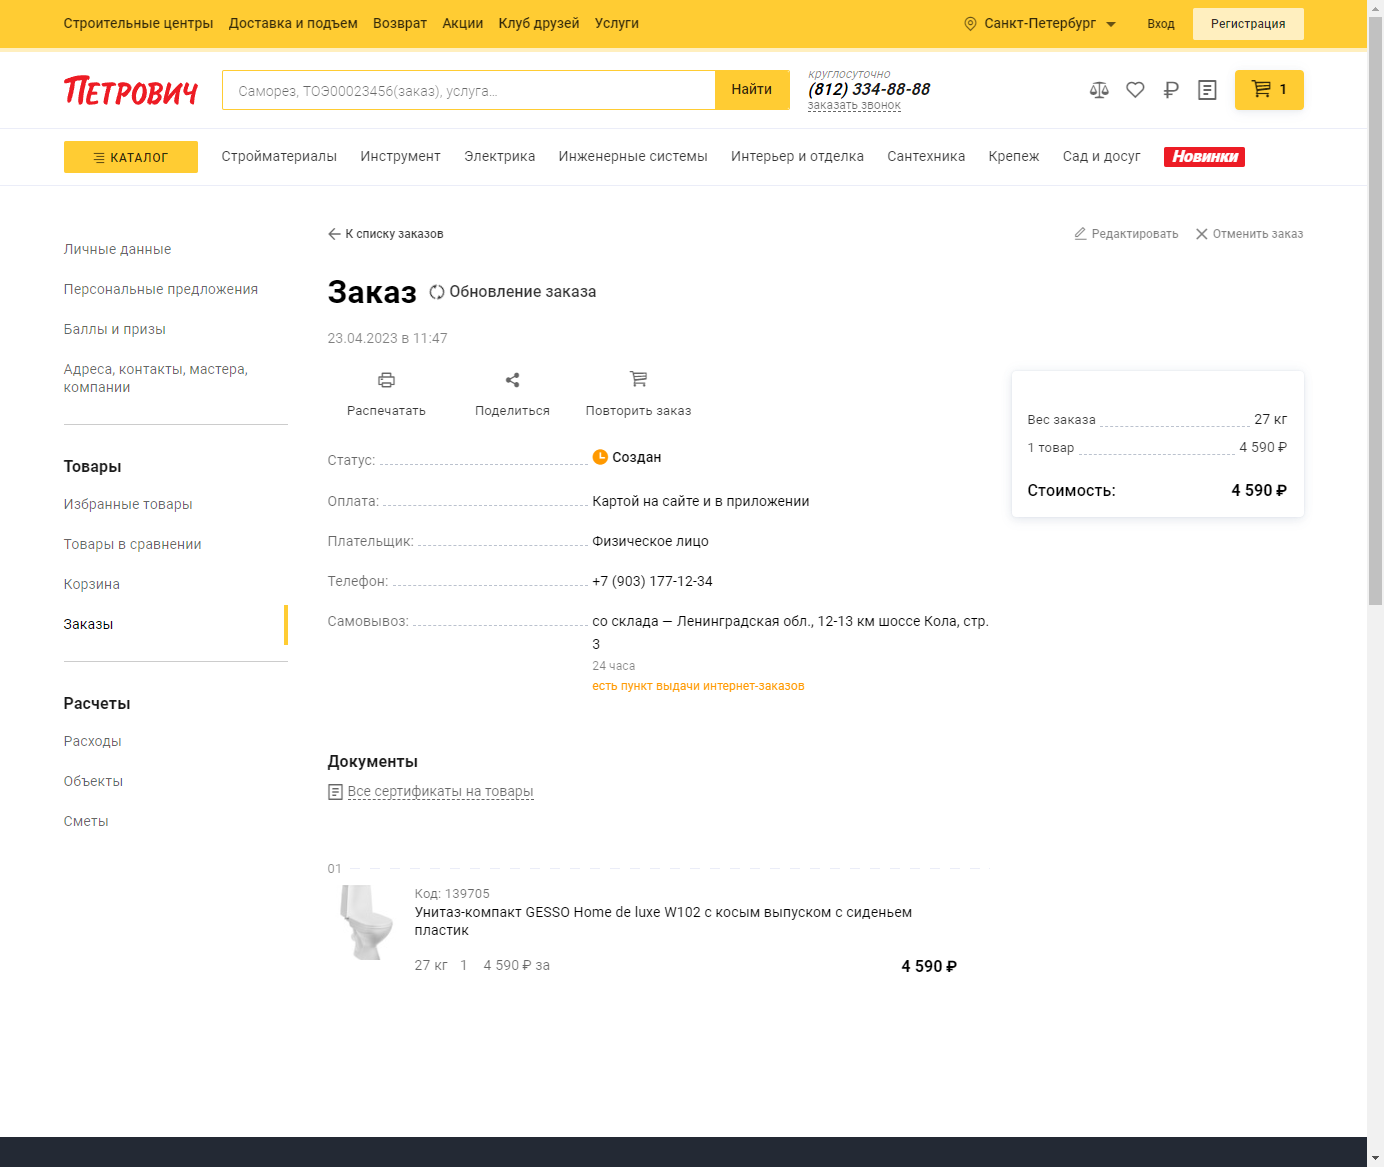 Строительные центры Доставка и подъем Возврат Акции Клуб друзей Услуги Санкт-Петербург Вход Регистрация
Петрович
Саморез, ТОЭ00023456(заказ), услуга...
Найти
круглосуточно
(812) 334-88-88
заказать звонок
1
КАТАЛОГ Стройматериалы Инструмент Электрика Инженерные системы Интерьер и отделка Сантехника Крепеж Сад и досуг Новинки
Личные данные
Персональные предложения
Баллы и призы
Адреса, контакты, мастера,
компании
Товары
Избранные товары
Товары в сравнении
Корзина
Заказы
Расчеты
Расходы
Объекты
Сметы
К списку заказов
Редактировать Отменить заказ
Заказ Обновление заказа
23.04.2023 в 11:47
Распечатать Поделиться Повторить заказ
Статус: Создан
Оплата: Картой на сайте и в приложении
Плательщик: Физическое лицо
Телефон: +7 (903) 177-12-34
Самовывоз: со склада — Ленинградская обл., 12-13 км шоссе Кола, стр.
3
24 часа
есть пункт выдачи интернет-заказов
Вес заказа 27 кг
1 товар 4 590 ₽
Стоимость: 4 590 ₽
Документы
Все сертификаты на товары
01
Код: 139705
Унитаз-компакт GESSO Home de luxe W102 с косым выпуском с сиденьем
пластик
27 кг 1 4 590 ₽ за 4 590 ₽